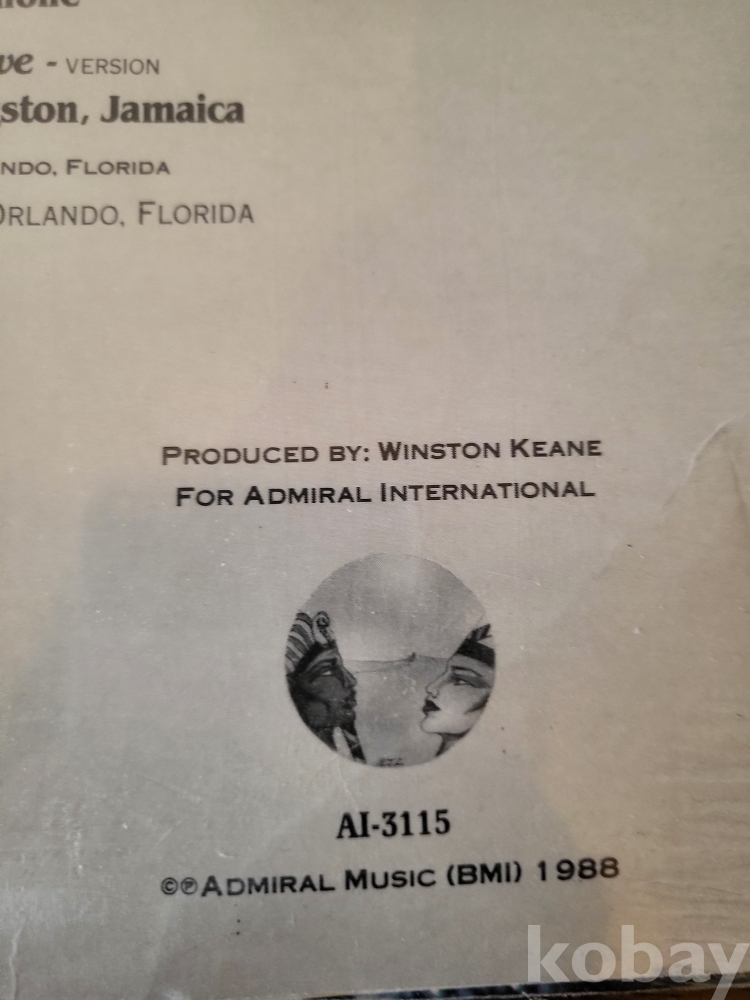 ve - VERSION
ston, Jamaica
NDO, FLORIDA
ORLANDO, FLORIDA
PRODUCED BY: WINSTON KEANE
FOR ADMIRAL INTERNATIONAL
AI-3115
©℗ADMIRAL MUSIC (BMI) 1988
kobay